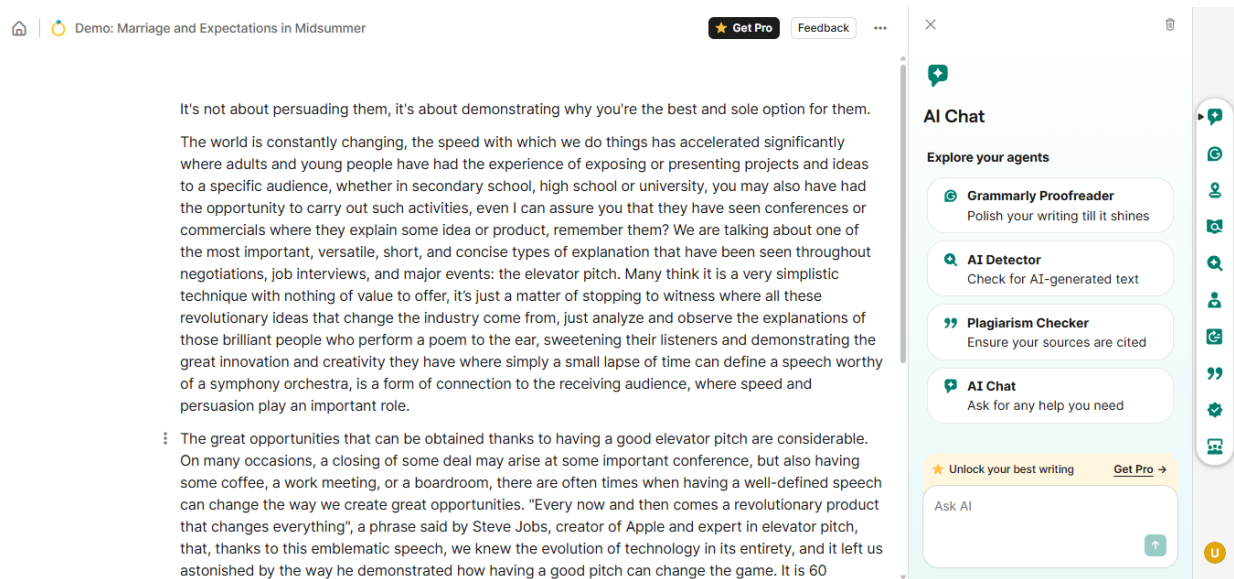 Demo: Marriage and Expectations in Midsummer
Get Pro
Feedback
It's not about persuading them, it's about demonstrating why you're the best and sole option for them.
The world is constantly changing, the speed with which we do things has accelerated significantly
where adults and young people have had the experience of exposing or presenting projects and ideas
to a specific audience, whether in secondary school, high school or university, you may also have had
the opportunity to carry out such activities, even I can assure you that they have seen conferences or
commercials where they explain some idea or product, remember them? We are talking about one of
the most important, versatile, short, and concise types of explanation that have been seen throughout
negotiations, job interviews, and major events: the elevator pitch. Many think it is a very simplistic
technique with nothing of value to offer, it’s just a matter of stopping to witness where all these
revolutionary ideas that change the industry come from, just analyze and observe the explanations of
those brilliant people who perform a poem to the ear, sweetening their listeners and demonstrating the
great innovation and creativity they have where simply a small lapse of time can define a speech worthy
of a symphony orchestra, is a form of connection to the receiving audience, where speed and
persuasion play an important role.
The great opportunities that can be obtained thanks to having a good elevator pitch are considerable.
On many occasions, a closing of some deal may arise at some important conference, but also having
some coffee, a work meeting, or a boardroom, there are often times when having a well-defined speech
can change the way we create great opportunities. "Every now and then comes a revolutionary product
that changes everything", a phrase said by Steve Jobs, creator of Apple and expert in elevator pitch,
that, thanks to this emblematic speech, we knew the evolution of technology in its entirety, and it left us
astonished by the way he demonstrated how having a good pitch can change the game. It is 60
AI Chat
Explore your agents
Grammarly Proofreader
Polish your writing till it shines
AI Detector
Check for AI-generated text
Plagiarism Checker
Ensure your sources are cited
AI Chat
Ask for any help you need
Unlock your best writing
Get Pro →
Ask AI
U